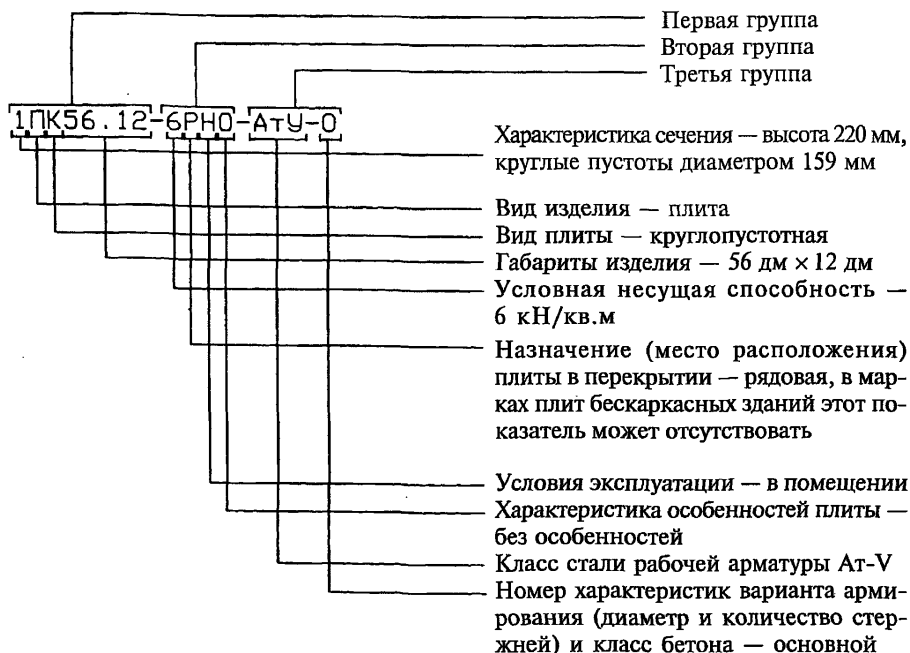 Первая группа
Вторая группа
Третья группа
1ПК56.12-6РН0-АтУ-0
Характеристика сечения — высота 220 мм,
круглые пустоты диаметром 159 мм
Вид изделия — плита
Вид плиты — круглопустотная
Габариты изделия — 56 дм × 12 дм
Условная несущая способность —
6 кН/кв.м
Назначение (место расположения)
плиты в перекрытии — рядовая, в мар-
ках плит бескаркасных зданий этот по-
казатель может отсутствовать
Условия эксплуатации — в помещении
Характеристика особенностей плиты —
без особенностей
Класс стали рабочей арматуры Ат-V
Номер характеристик варианта арми-
рования (диаметр и количество стер-
жней) и класс бетона — основной